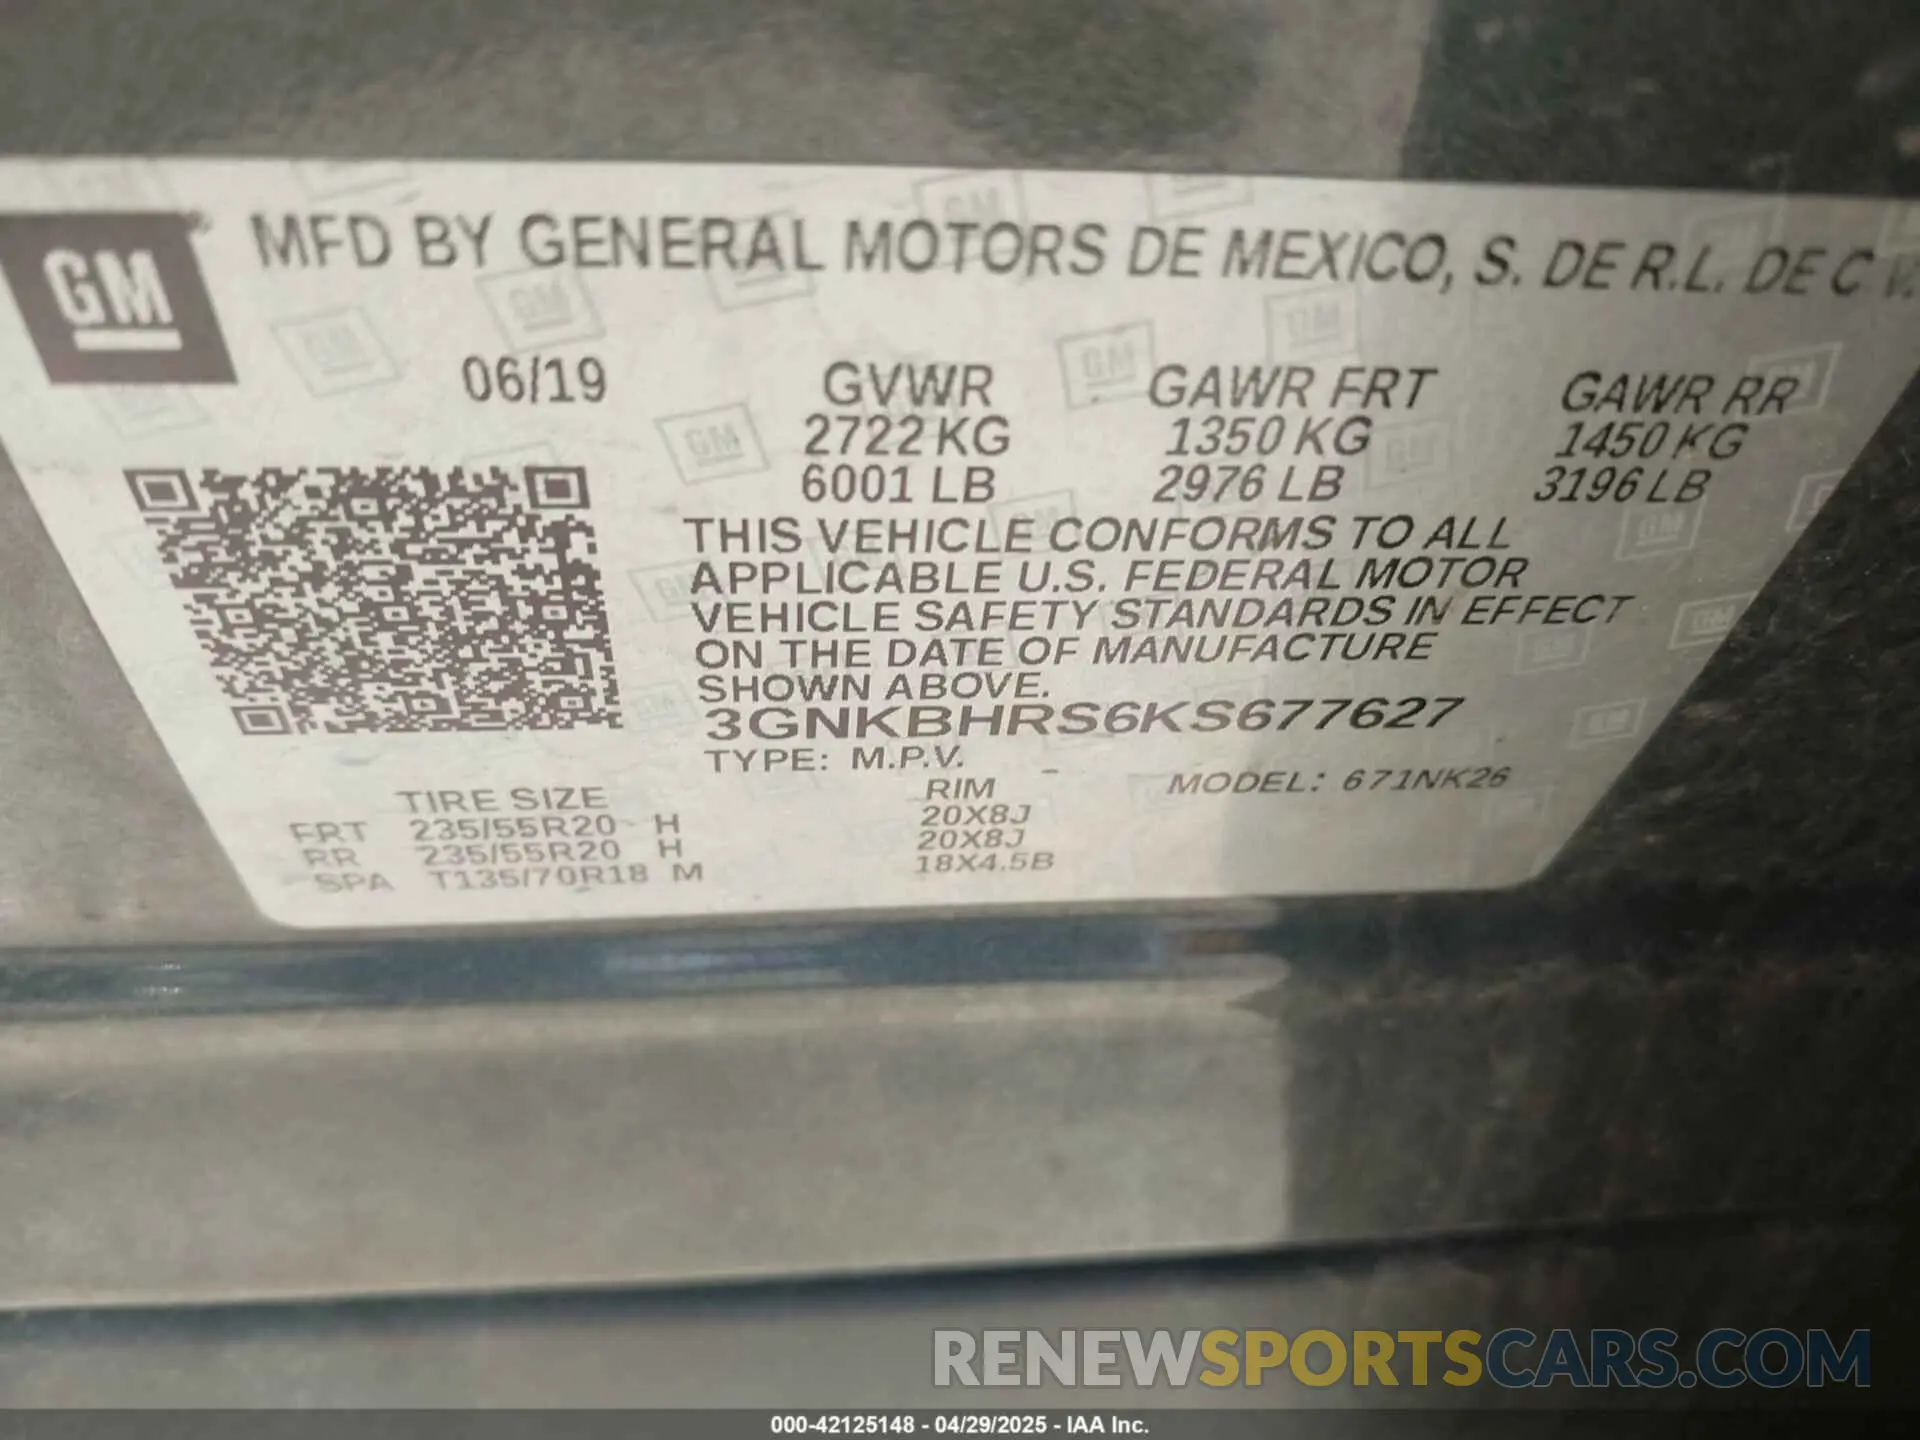 GM MFD BY GENERAL MOTORS DE MEXICO, S. DE R.L. DE C V.
06/19 GVWR GAWR FRT GAWR RR
2722 KG 1350 KG 1450 KG
6001 LB 2976 LB 3196 LB
THIS VEHICLE CONFORMS TO ALL
APPLICABLE U.S. FEDERAL MOTOR
VEHICLE SAFETY STANDARDS IN EFFECT
ON THE DATE OF MANUFACTURE
SHOWN ABOVE.
3GNKBHRS6KS677627
TYPE: M.P.V. MODEL: 671NK26
TIRE SIZE RIM
FRT 235/55R20 H 20X8J
RR 235/55R20 H 20X8J
SPA T135/70R18 M 18X4.5B
RENEWSPORTSCARS.COM
000-42125148 - 04/29/2025 - IAA Inc.